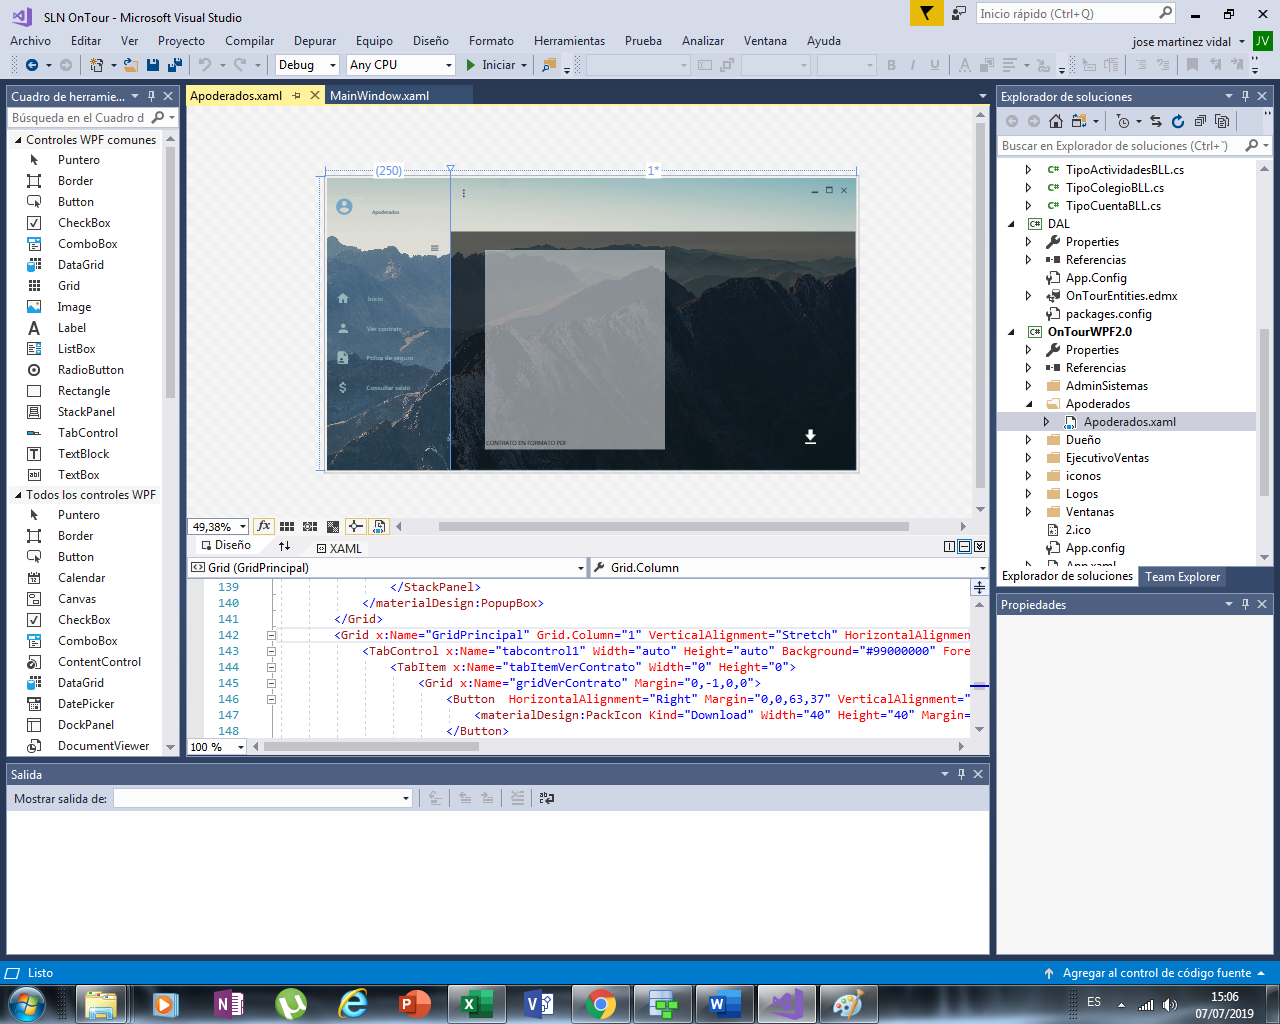 SLN OnTour - Microsoft Visual Studio
Inicio rápido (Ctrl+Q)
Archivo Editar Ver Proyecto Compilar Depurar Equipo Diseño Formato Herramientas Prueba Analizar Ventana Ayuda
jose martinez vidal JV
Debug Any CPU Iniciar
Cuadro de herramie...
Búsqueda en el Cuadro d
Controles WPF comunes
Puntero
Border
Button
CheckBox
ComboBox
DataGrid
Grid
Image
Label
ListBox
RadioButton
Rectangle
StackPanel
TabControl
TextBlock
TextBox
Todos los controles WPF
Puntero
Border
Button
Calendar
Canvas
CheckBox
ComboBox
ContentControl
DataGrid
DatePicker
DockPanel
DocumentViewer
Apoderados.xaml MainWindow.xaml
(250) 1*
Apoderados
Inicio
Ver contrato
Poliza de seguro
Consultar saldo
CONTRATO EN FORMATO PDF
49,38%
Diseño XAML
Grid (GridPrincipal) Grid.Column
139 </StackPanel>
140 </materialDesign:PopupBox>
141 </Grid>
142 <Grid x:Name="GridPrincipal" Grid.Column="1" VerticalAlignment="Stretch" HorizontalAlignmen
143 <TabControl x:Name="tabcontrol1" Width="auto" Height="auto" Background="#99000000" Fore
144 <TabItem x:Name="tabItemVerContrato" Width="0" Height="0">
145 <Grid x:Name="gridVerContrato" Margin="0,-1,0,0">
146 <Button HorizontalAlignment="Right" Margin="0,0,63,37" VerticalAlignment="
147 <materialDesign:PackIcon Kind="Download" Width="40" Height="40" Margin=
148 </Button>
100 %
Explorador de soluciones
Buscar en Explorador de soluciones (Ctrl+`)
TipoActividadesBLL.cs
TipoColegioBLL.cs
TipoCuentaBLL.cs
DAL
Properties
Referencias
App.Config
OnTourEntities.edmx
packages.config
OnTourWPF2.0
Properties
Referencias
AdminSistemas
Apoderados
Apoderados.xaml
Dueño
EjecutivoVentas
iconos
Logos
Ventanas
2.ico
App.config
App.xaml
Explorador de soluciones Team Explorer
Propiedades
Salida
Mostrar salida de:
Listo
Agregar al control de código fuente
ES
15:06
07/07/2019